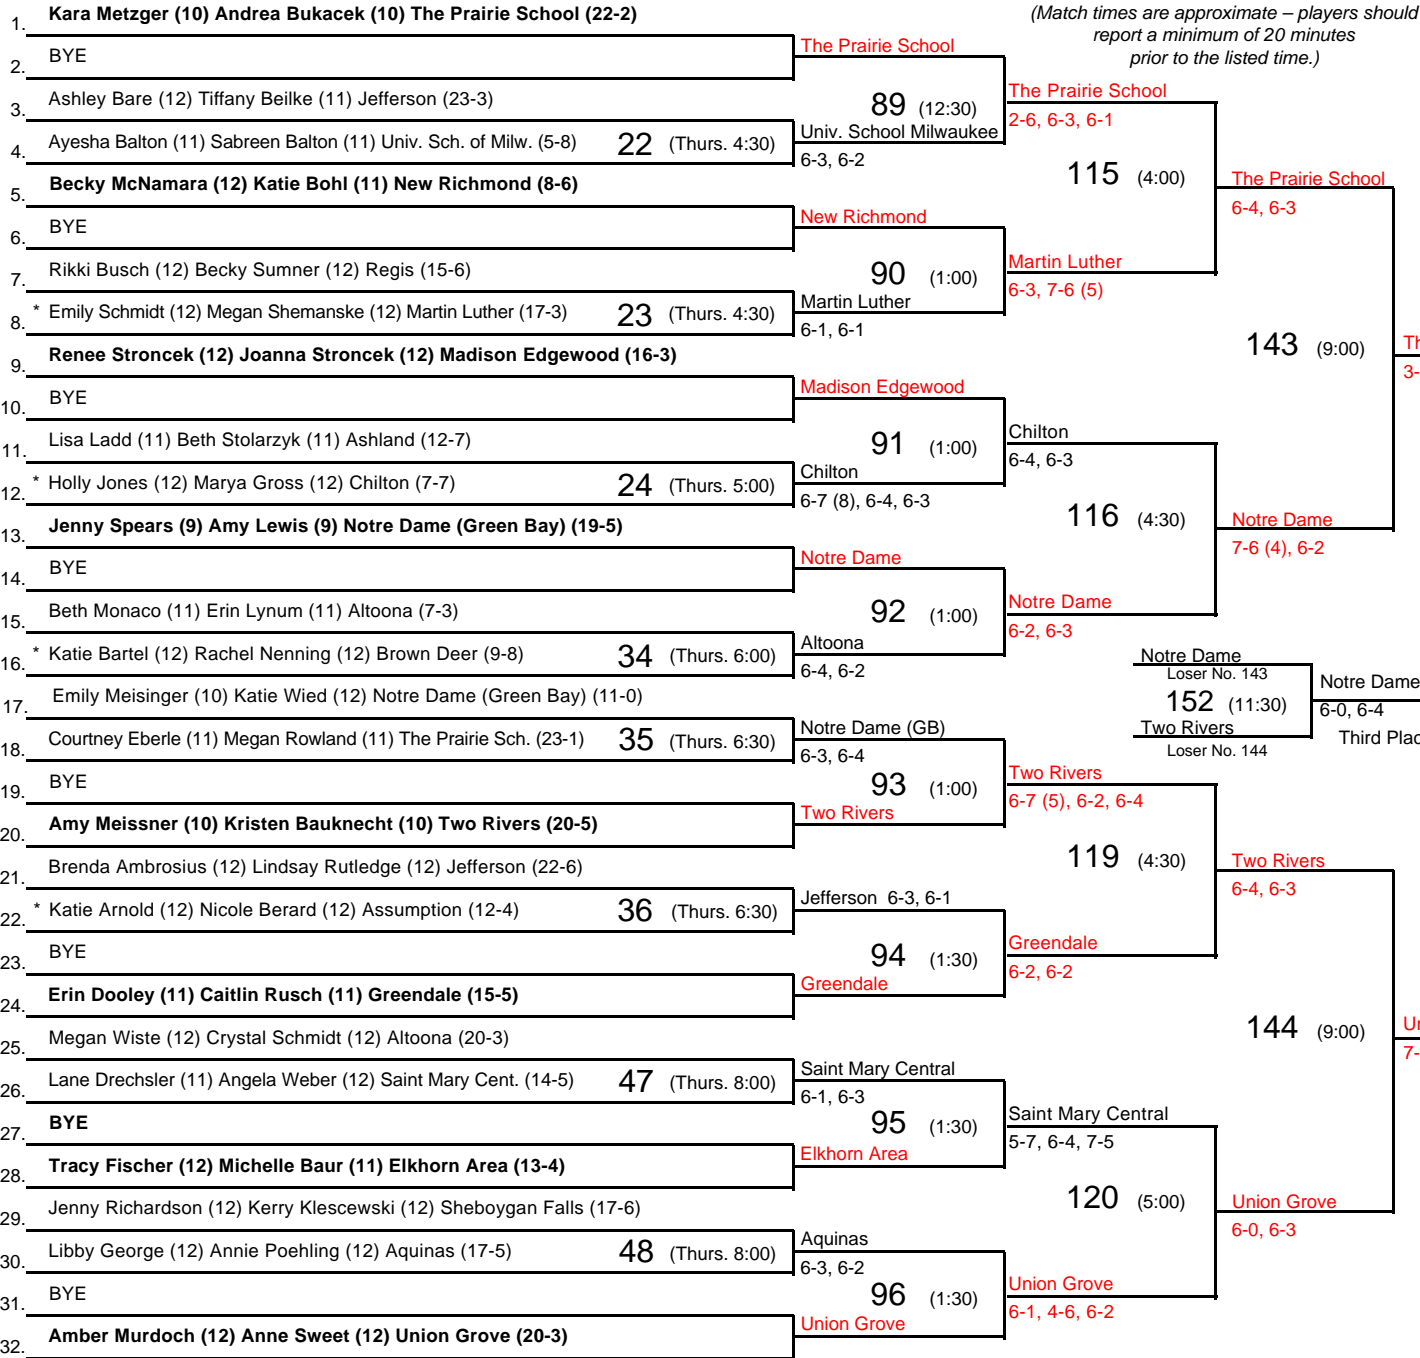 1. Kara Metzger (10) Andrea Bukacek (10) The Prairie School (22-2)
(Match times are approximate – players should
report a minimum of 20 minutes
prior to the listed time.)
2. BYE
The Prairie School
3. Ashley Bare (12) Tiffany Beilke (11) Jefferson (23-3)
89 (12:30)
The Prairie School
2-6, 6-3, 6-1
4. Ayesha Balton (11) Sabreen Balton (11) Univ. Sch. of Milw. (5-8) 22 (Thurs. 4:30)
Univ. School Milwaukee
6-3, 6-2
115 (4:00)
5. Becky McNamara (12) Katie Bohl (11) New Richmond (8-6)
The Prairie School
6-4, 6-3
6. BYE
New Richmond
7. Rikki Busch (12) Becky Sumner (12) Regis (15-6)
90 (1:00)
Martin Luther
6-3, 7-6 (5)
8. * Emily Schmidt (12) Megan Shemanske (12) Martin Luther (17-3) 23 (Thurs. 4:30)
Martin Luther
6-1, 6-1
143 (9:00)
9. Renee Stroncek (12) Joanna Stroncek (12) Madison Edgewood (16-3)
Th
3-
10. BYE
Madison Edgewood
11. Lisa Ladd (11) Beth Stolarzyk (11) Ashland (12-7)
91 (1:00)
Chilton
6-4, 6-3
12. * Holly Jones (12) Marya Gross (12) Chilton (7-7) 24 (Thurs. 5:00)
Chilton
6-7 (8), 6-4, 6-3
116 (4:30)
13. Jenny Spears (9) Amy Lewis (9) Notre Dame (Green Bay) (19-5)
Notre Dame
7-6 (4), 6-2
14. BYE
Notre Dame
15. Beth Monaco (11) Erin Lynum (11) Altoona (7-3)
92 (1:00)
Notre Dame
6-2, 6-3
16. * Katie Bartel (12) Rachel Nenning (12) Brown Deer (9-8) 34 (Thurs. 6:00)
Altoona
6-4, 6-2
Notre Dame
Loser No. 143
152 (11:30)
Two Rivers
Loser No. 144
Notre Dame
6-0, 6-4
Third Plac
17. Emily Meisinger (10) Katie Wied (12) Notre Dame (Green Bay) (11-0)
18. Courtney Eberle (11) Megan Rowland (11) The Prairie Sch. (23-1) 35 (Thurs. 6:30)
Notre Dame (GB)
6-3, 6-4
19. BYE
93 (1:00)
Two Rivers
6-7 (5), 6-2, 6-4
20. Amy Meissner (10) Kristen Bauknecht (10) Two Rivers (20-5)
Two Rivers
119 (4:30)
21. Brenda Ambrosius (12) Lindsay Rutledge (12) Jefferson (22-6)
Two Rivers
6-4, 6-3
22. * Katie Arnold (12) Nicole Berard (12) Assumption (12-4) 36 (Thurs. 6:30)
Jefferson 6-3, 6-1
23. BYE
94 (1:30)
Greendale
6-2, 6-2
24. Erin Dooley (11) Caitlin Rusch (11) Greendale (15-5)
Greendale
144 (9:00)
25. Megan Wiste (12) Crystal Schmidt (12) Altoona (20-3)
7-
26. Lane Drechsler (11) Angela Weber (12) Saint Mary Cent. (14-5) 47 (Thurs. 8:00)
Saint Mary Central
6-1, 6-3
27. BYE
95 (1:30)
Saint Mary Central
5-7, 6-4, 7-5
28. Tracy Fischer (12) Michelle Baur (11) Elkhorn Area (13-4)
Elkhorn Area
120 (5:00)
29. Jenny Richardson (12) Kerry Klescewski (12) Sheboygan Falls (17-6)
Union Grove
6-0, 6-3
30. Libby George (12) Annie Poehling (12) Aquinas (17-5) 48 (Thurs. 8:00)
Aquinas
6-3, 6-2
31. BYE
96 (1:30)
Union Grove
6-1, 4-6, 6-2
32. Amber Murdoch (12) Anne Sweet (12) Union Grove (20-3)
Union Grove